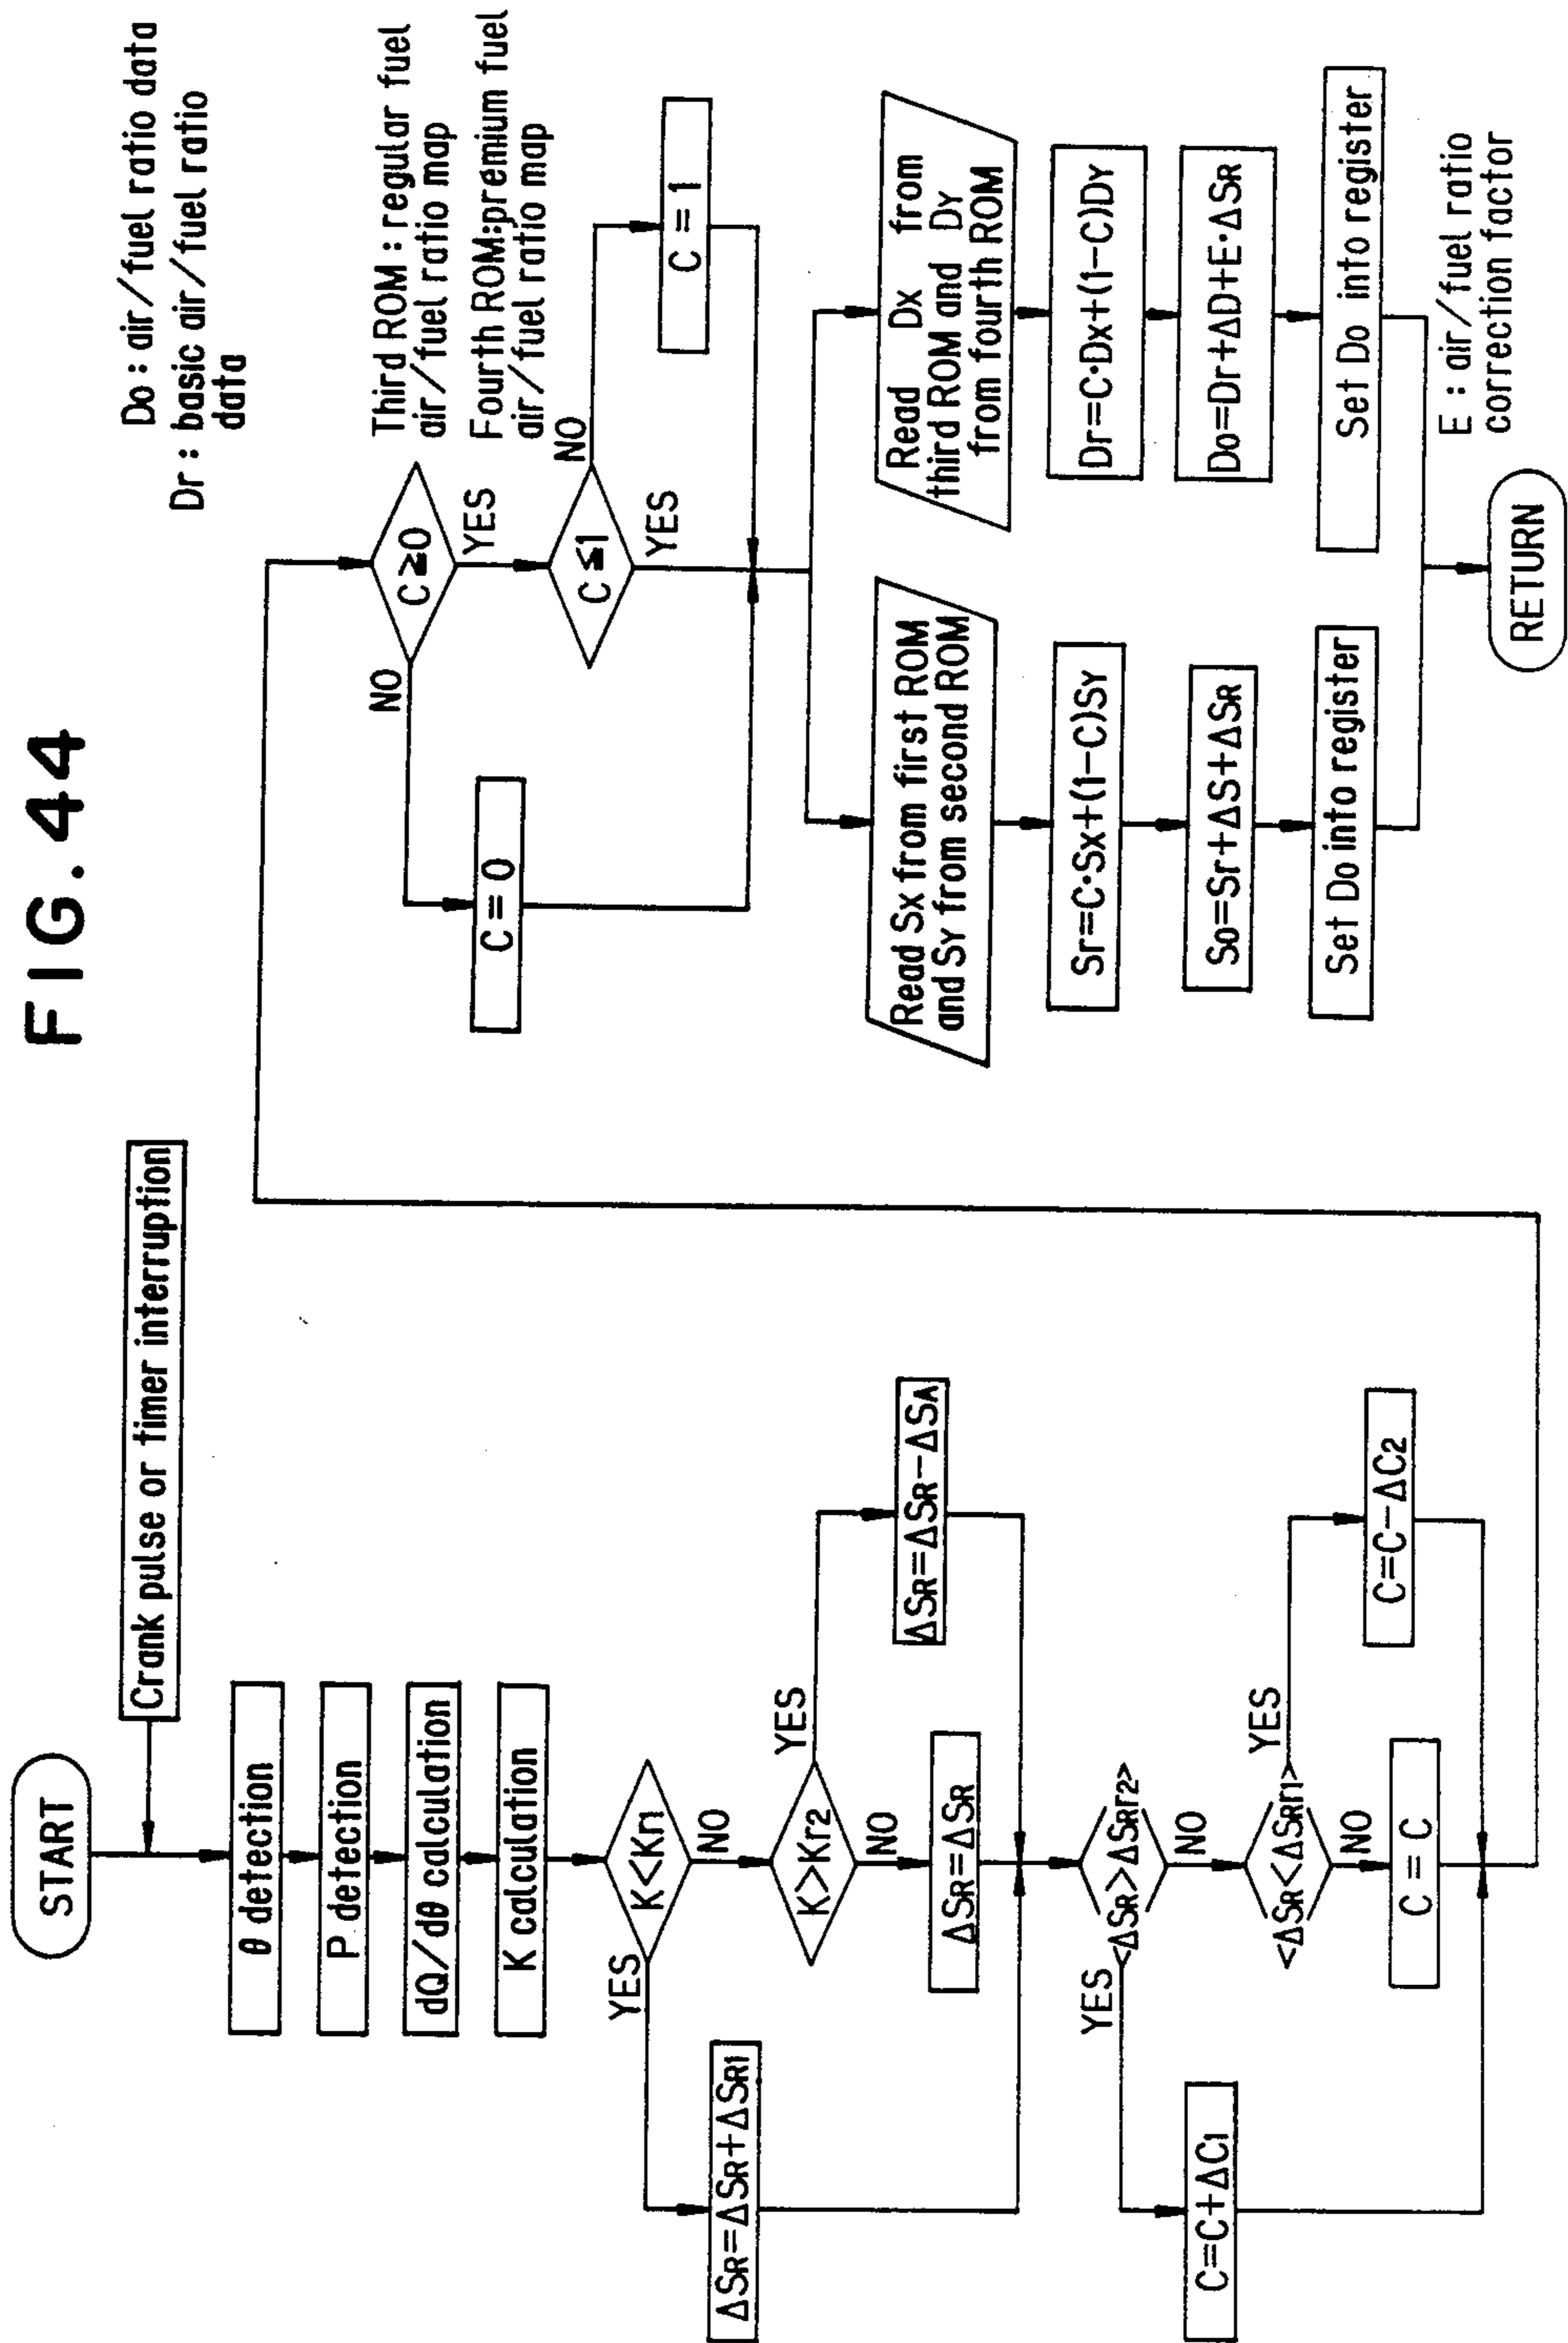 FIG.44
START
Crank pulse or timer interruption
θ detection
P detection
dQ/dθ calculation
K calculation
K<Kr1
YES
NO
ΔSR=ΔSR+ΔSR1
K>Kr2
YES
NO
ΔSR=ΔSR-ΔSA
ΔSR=ΔSR
<ΔSR>ΔSRr2>
YES
NO
C=C+ΔC1
<ΔSR<ΔSRr1>
YES
NO
C=C-ΔC2
C=C
Do : air/fuel ratio data
Dr : basic air/fuel ratio
data
C≧0
NO
YES
C=0
Third ROM : regular fuel
air/fuel ratio map
Fourth ROM:premium fuel
air/fuel ratio map
C≦1
NO
YES
C=1
Read Sx from first ROM
and SY from second ROM
Sr=C·Sx+(1-C)SY
So=Sr+ΔS+ΔSR
Set Do into register
Read Dx from
third ROM and DY
from fourth ROM
Dr=C·Dx+(1-C)DY
Do=Dr+ΔD+E·ΔSR
Set Do into register
E : air/fuel ratio
correction factor
RETURN